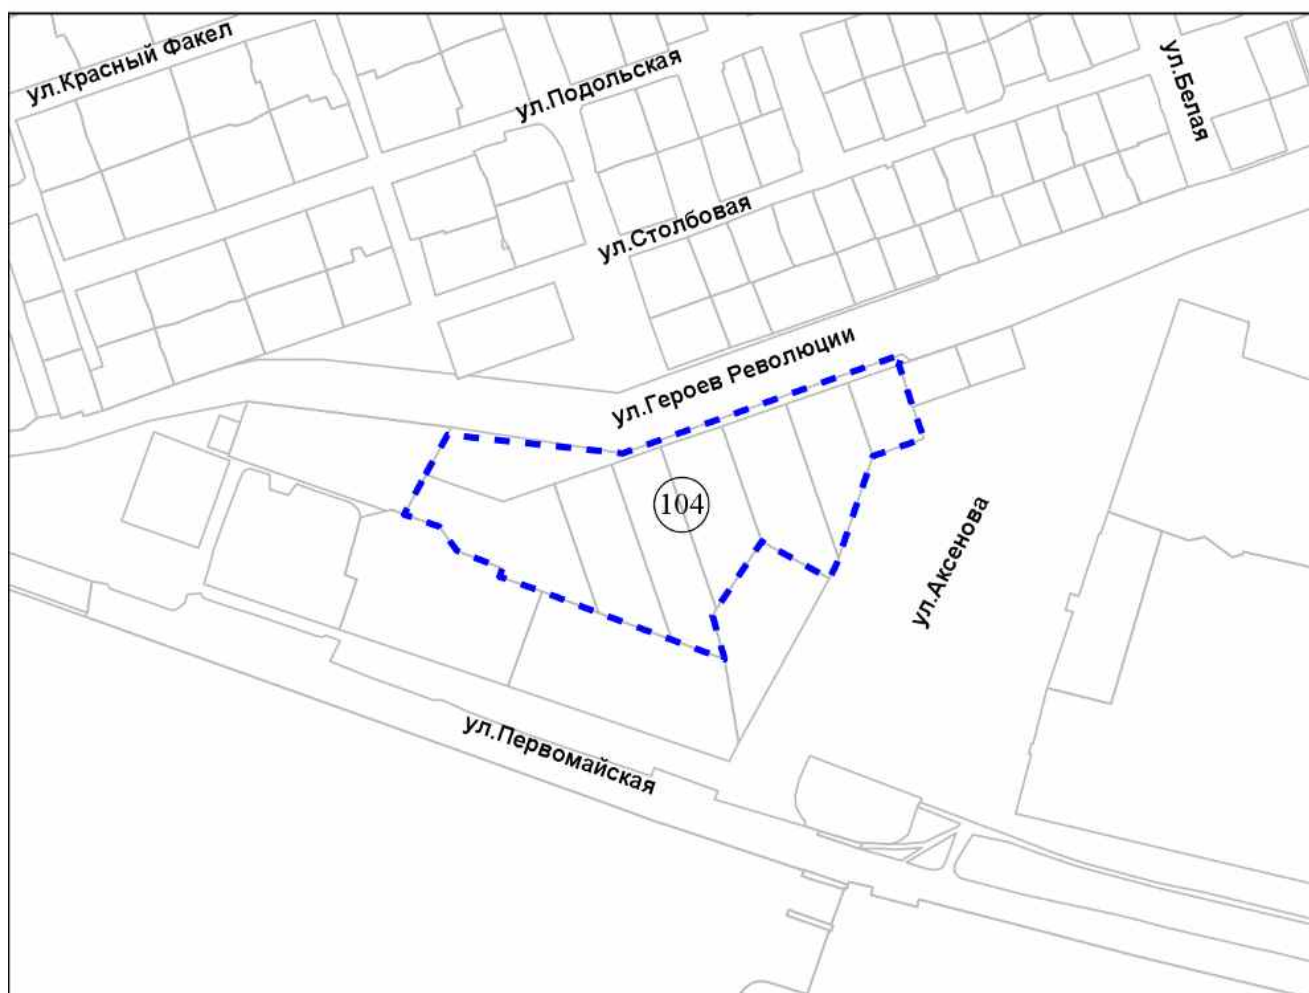 ул.Красный Факел
ул.Подольская
ул.Белая
ул.Столбовая
ул.Героев Революции
104
ул.Аксенова
ул.Первомайская